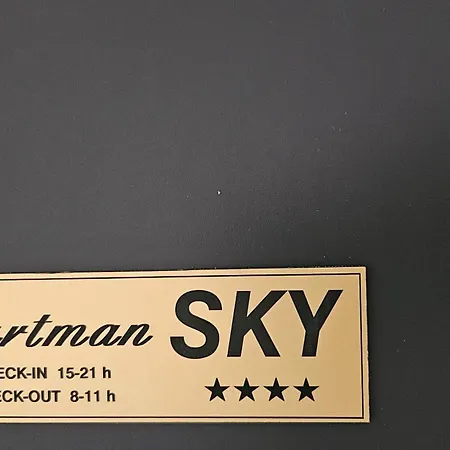 artman SKY
ECK-IN 15-21 h
ECK-OUT 8-11 h
★★★★